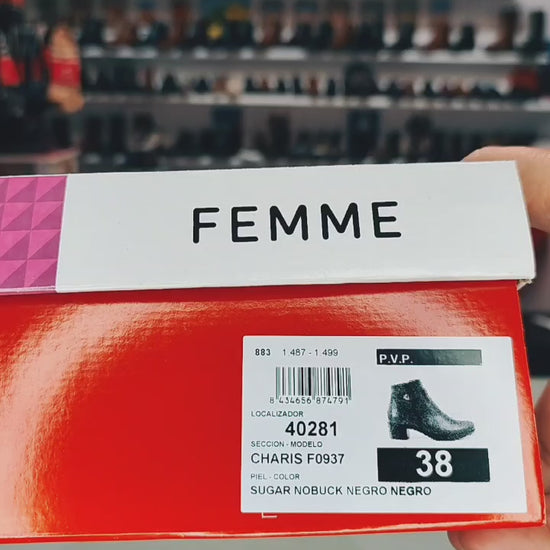 FEMME
883 1 487 - 1 499
P.V.P.
8 434656 874791
LOCALIZADOR
40281
SECCION - MODELO
CHARIS F0937
38
PIEL - COLOR
SUGAR NOBUCK NEGRO NEGRO